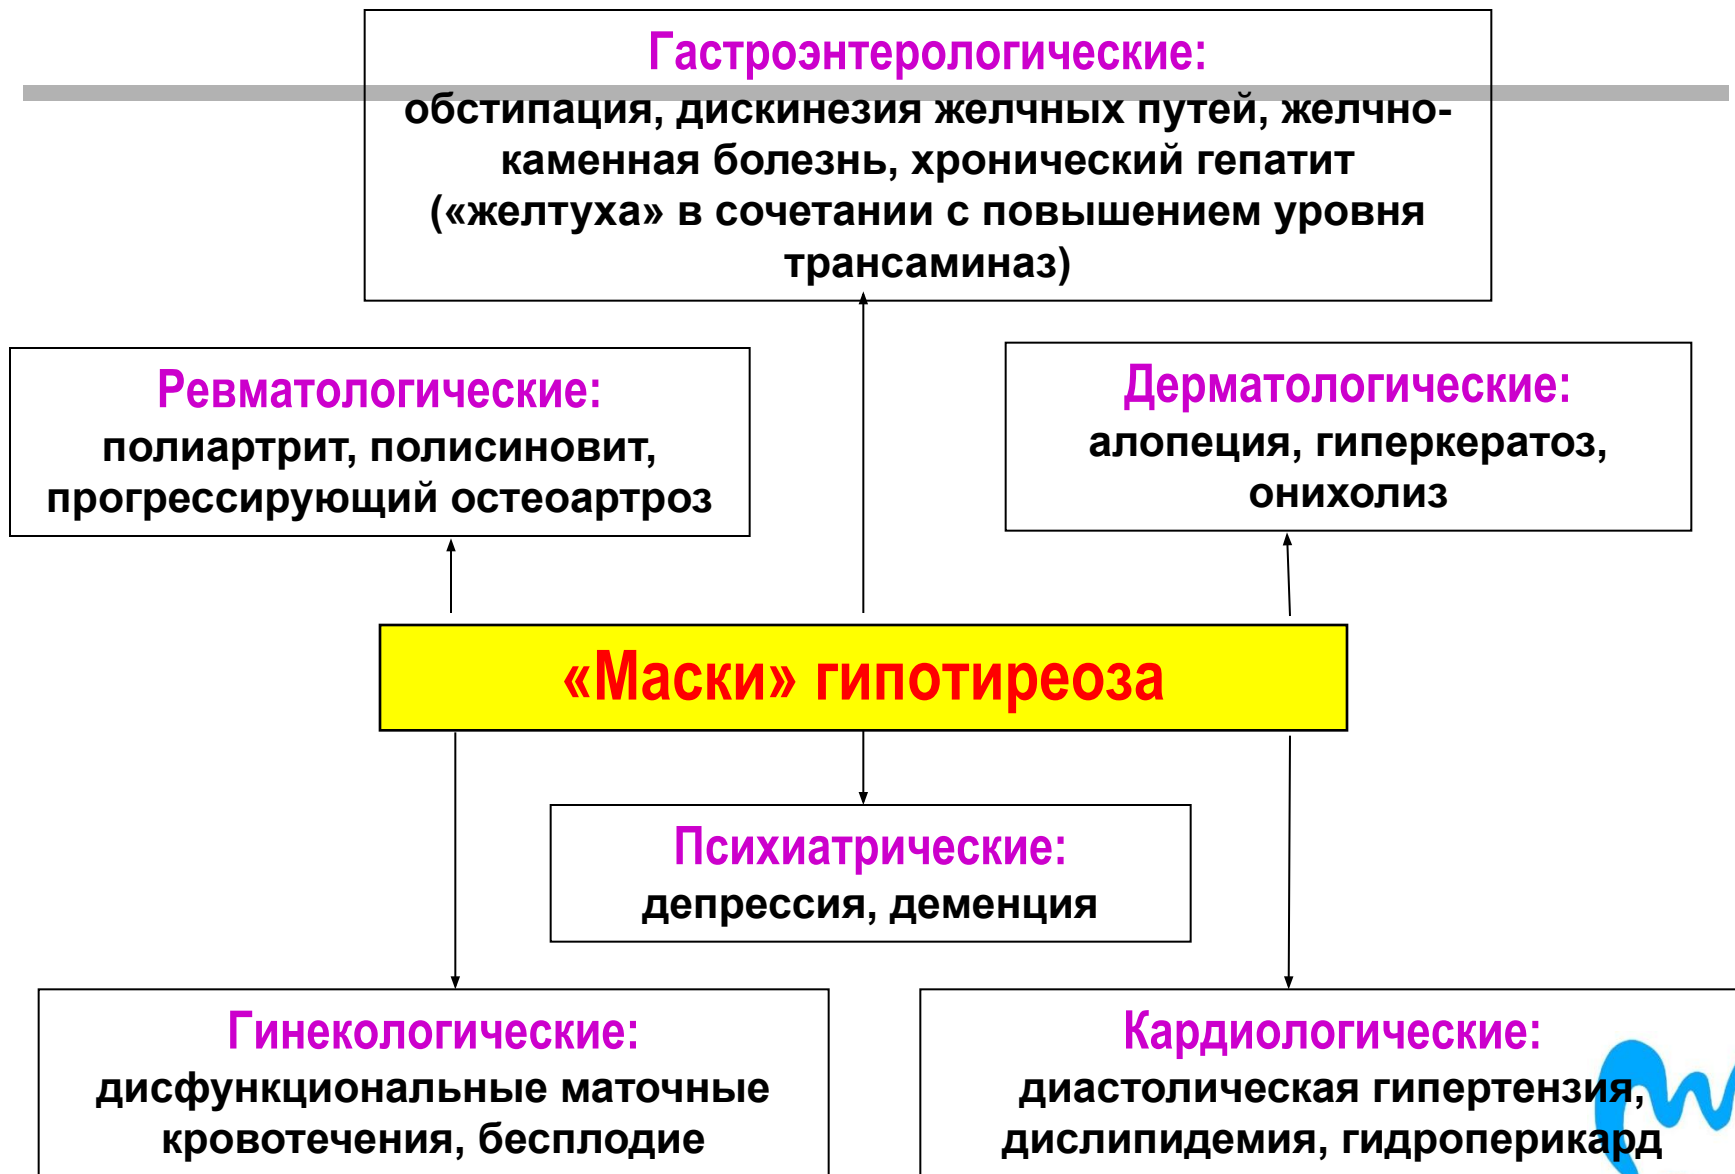 Гастроэнтерологические:
обстипация, дискинезия желчных путей, желчно-
каменная болезнь, хронический гепатит
(«желтуха» в сочетании с повышением уровня
трансаминаз)
Ревматологические:
полиартрит, полисиновит,
прогрессирующий остеоартроз
Дерматологические:
алопеция, гиперкератоз,
онихолиз
«Маски» гипотиреоза
Психиатрические:
депрессия, деменция
Гинекологические:
дисфункциональные маточные
кровотечения, бесплодие
Кардиологические:
диастолическая гипертензия,
дислипидемия, гидроперикард